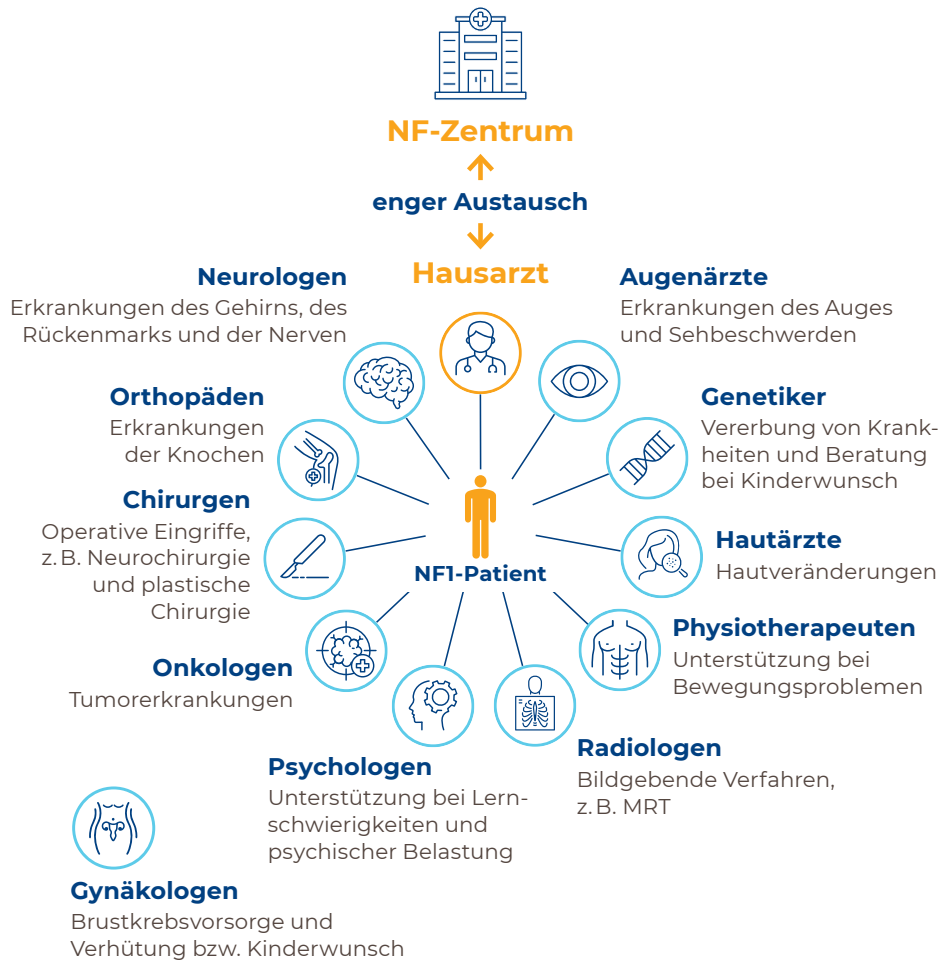 NF-Zentrum
enger Austausch
Hausarzt
Neurologen
Erkrankungen des Gehirns, des
Rückenmarks und der Nerven
Augenärzte
Erkrankungen des Auges
und Sehbeschwerden
Orthopäden
Erkrankungen
der Knochen
Genetiker
Vererbung von Krank-
heiten und Beratung
bei Kinderwunsch
Chirurgen
Operative Eingriffe,
z. B. Neurochirurgie
und plastische
Chirurgie
NF1-Patient
Hautärzte
Hautveränderungen
Onkologen
Tumorerkrankungen
Physiotherapeuten
Unterstützung bei
Bewegungsproblemen
Psychologen
Unterstützung bei Lern-
schwierigkeiten und
psychischer Belastung
Radiologen
Bildgebende Verfahren,
z. B. MRT
Gynäkologen
Brustkrebsvorsorge und
Verhütung bzw. Kinderwunsch